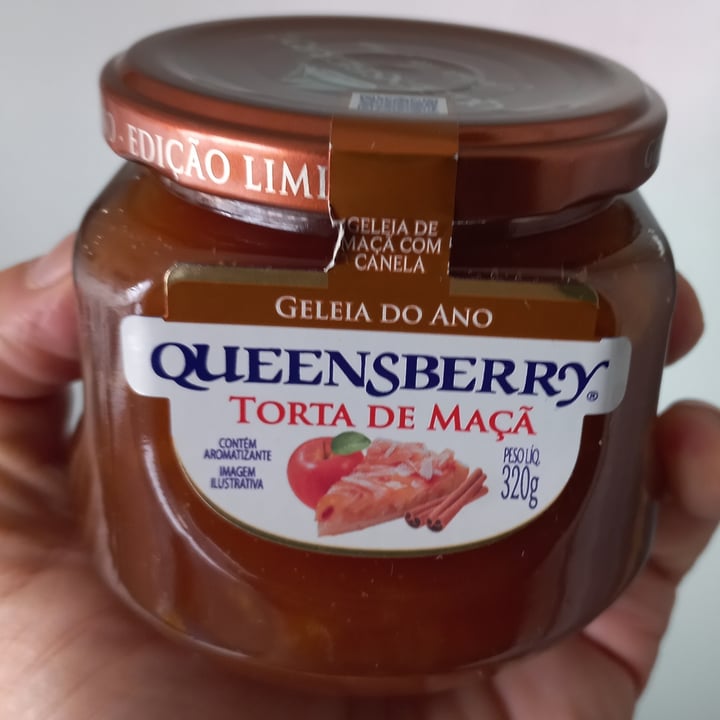 EDIÇÃO LIMI
GELEIA DE
MAÇÃ COM
CANELA
GELEIA DO ANO
QUEENSBERRY®
TORTA DE MAÇÃ
CONTÉM
AROMATIZANTE
IMAGEM
ILUSTRATIVA
PESO LÍQ.
320g